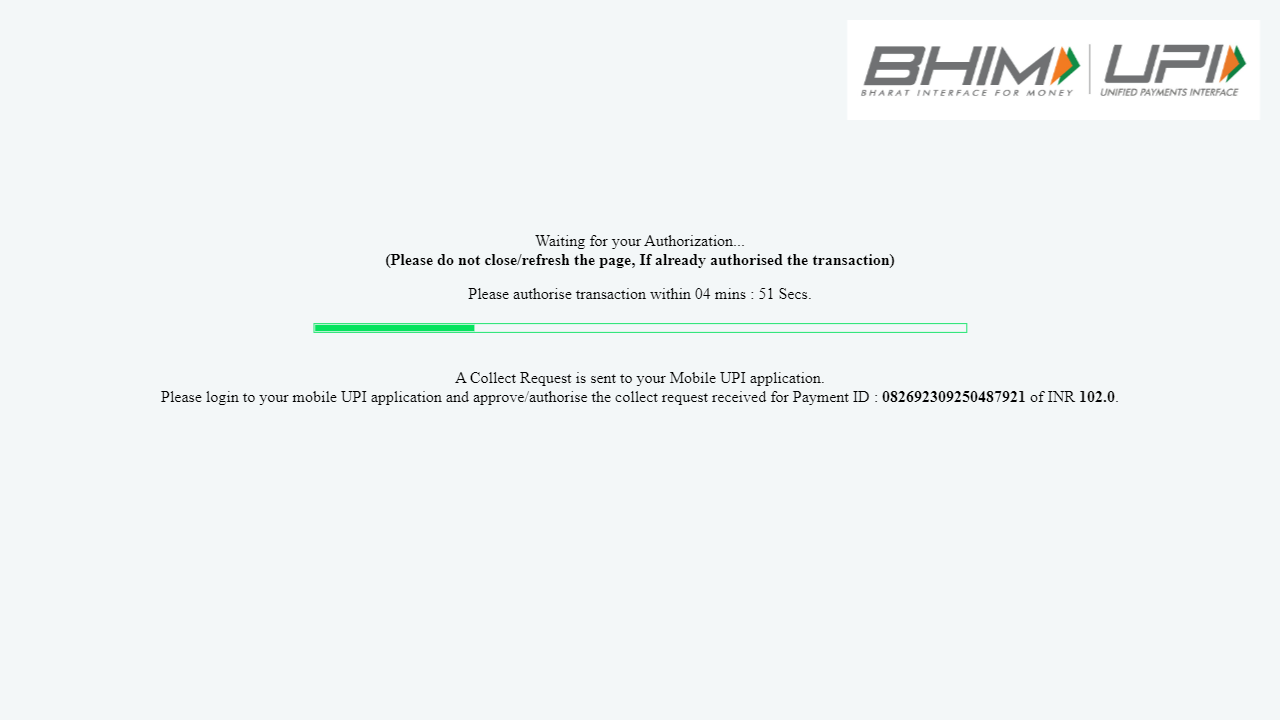 BHIM UPI
BHARAT INTERFACE FOR MONEY UNIFIED PAYMENTS INTERFACE
Waiting for your Authorization...
(Please do not close/refresh the page, If already authorised the transaction)
Please authorise transaction within 04 mins : 51 Secs.
A Collect Request is sent to your Mobile UPI application.
Please login to your mobile UPI application and approve/authorise the collect request received for Payment ID : 082692309250487921 of INR 102.0.